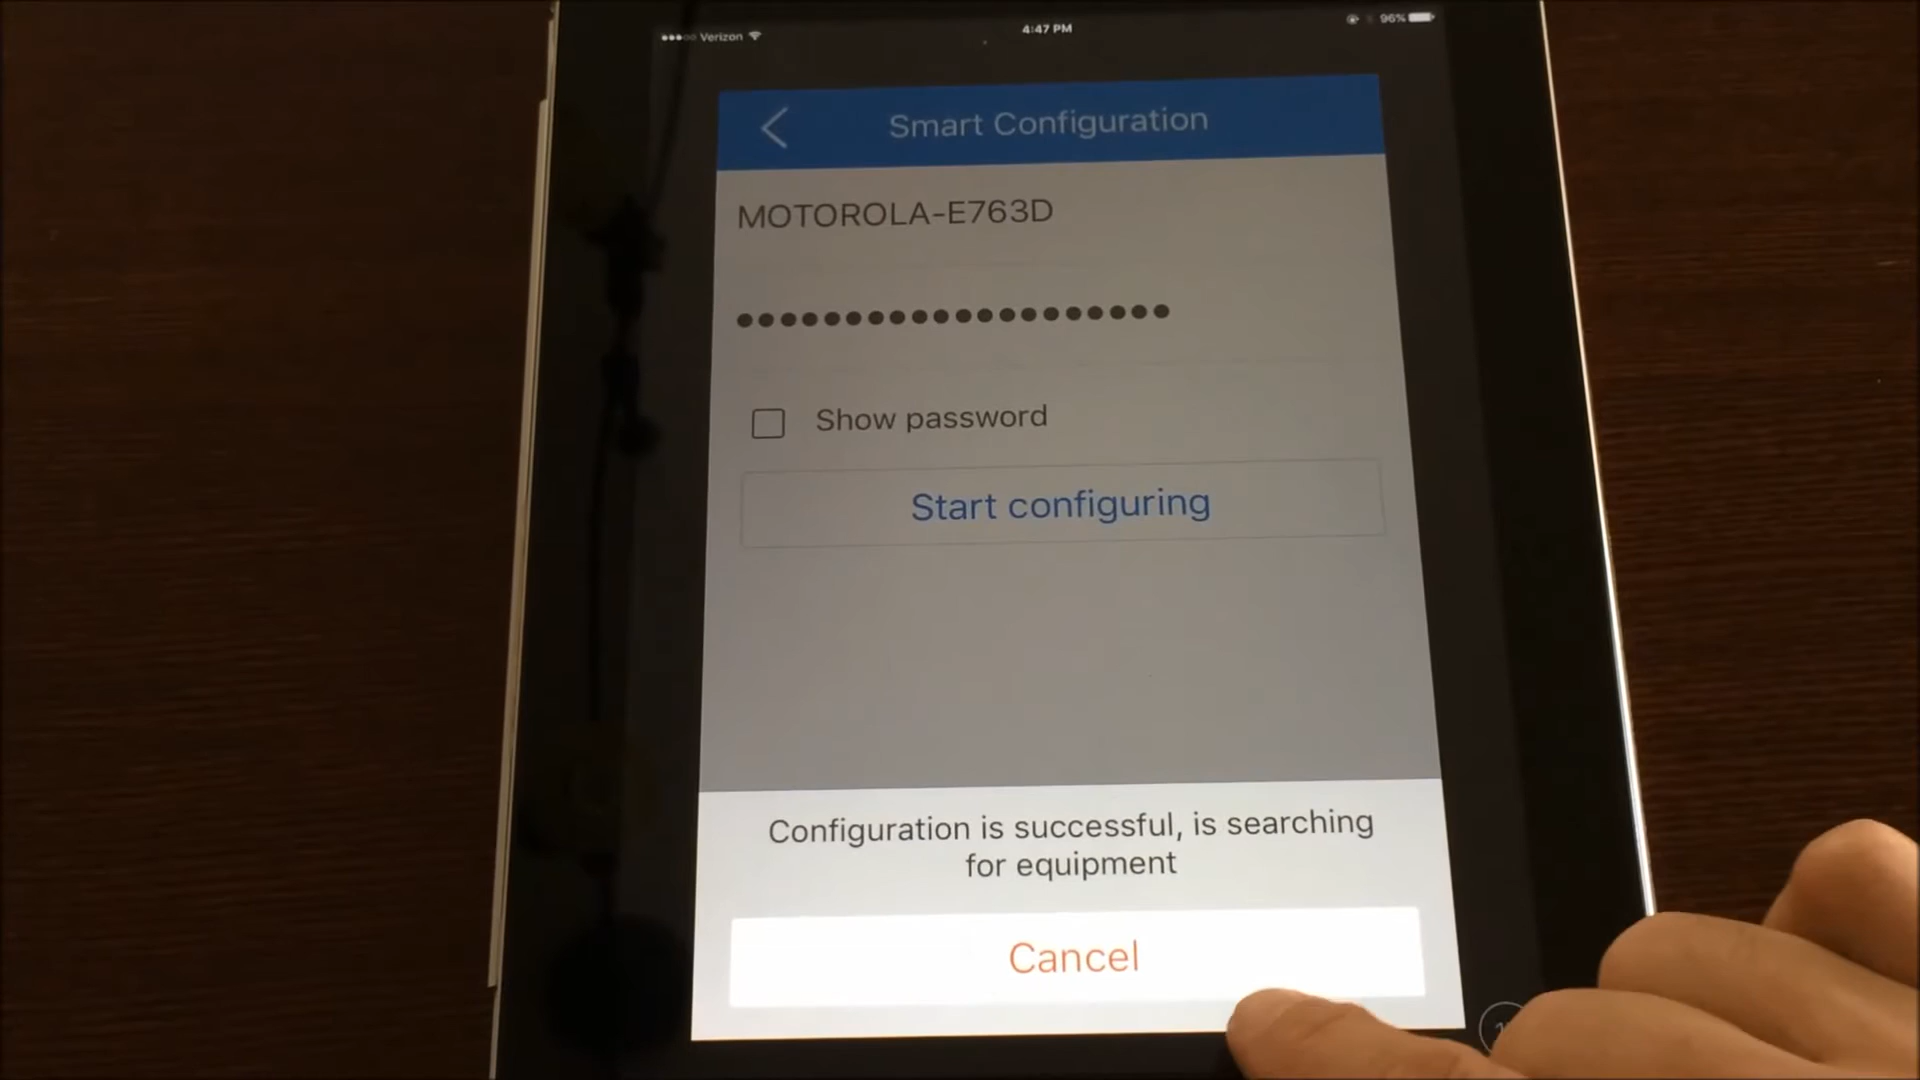 Verizon
4:47 PM
96%
Smart Configuration
MOTOROLA-E763D
●●●●●●●●●●●●●●●●●●●●
Show password
Start configuring
Configuration is successful, is searching
for equipment
Cancel